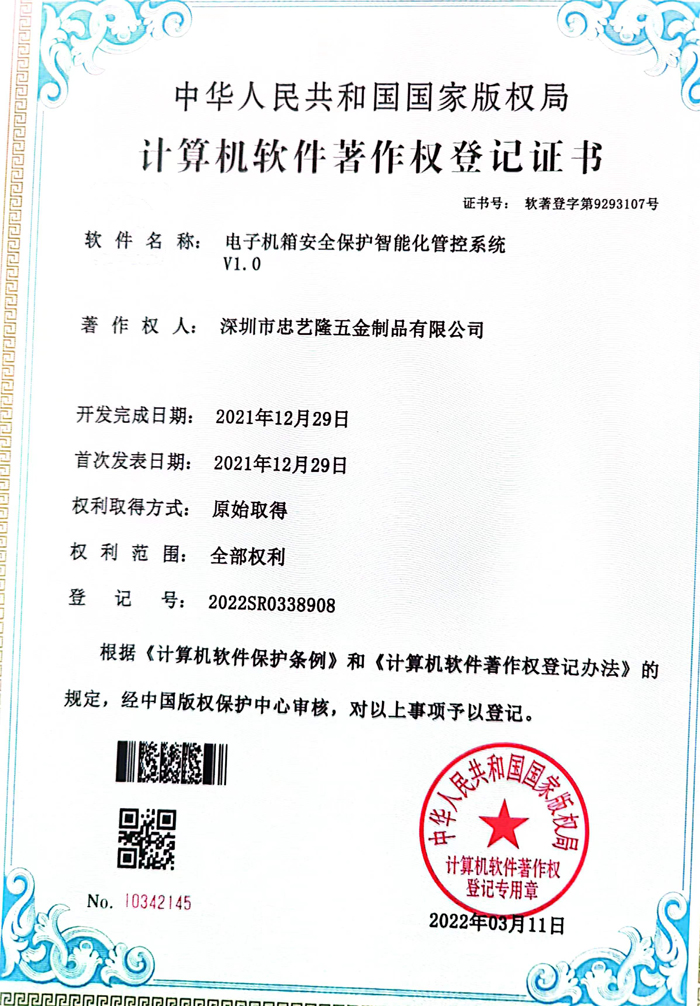 中华人民共和国国家版权局
计算机软件著作权登记证书
证书号： 软著登字第9293107号
软件名称： 电子机箱安全保护智能化管控系统
V1.0
著作权人： 深圳市忠艺隆五金制品有限公司
开发完成日期： 2021年12月29日
首次发表日期： 2021年12月29日
权利取得方式： 原始取得
权利范围： 全部权利
登记号： 2022SR0338908
根据《计算机软件保护条例》和《计算机软件著作权登记办法》的
规定，经中国版权保护中心审核，对以上事项予以登记。
中华人民共和国国家版权局
计算机软件著作权
登记专用章
No. 10342145
2022年03月11日